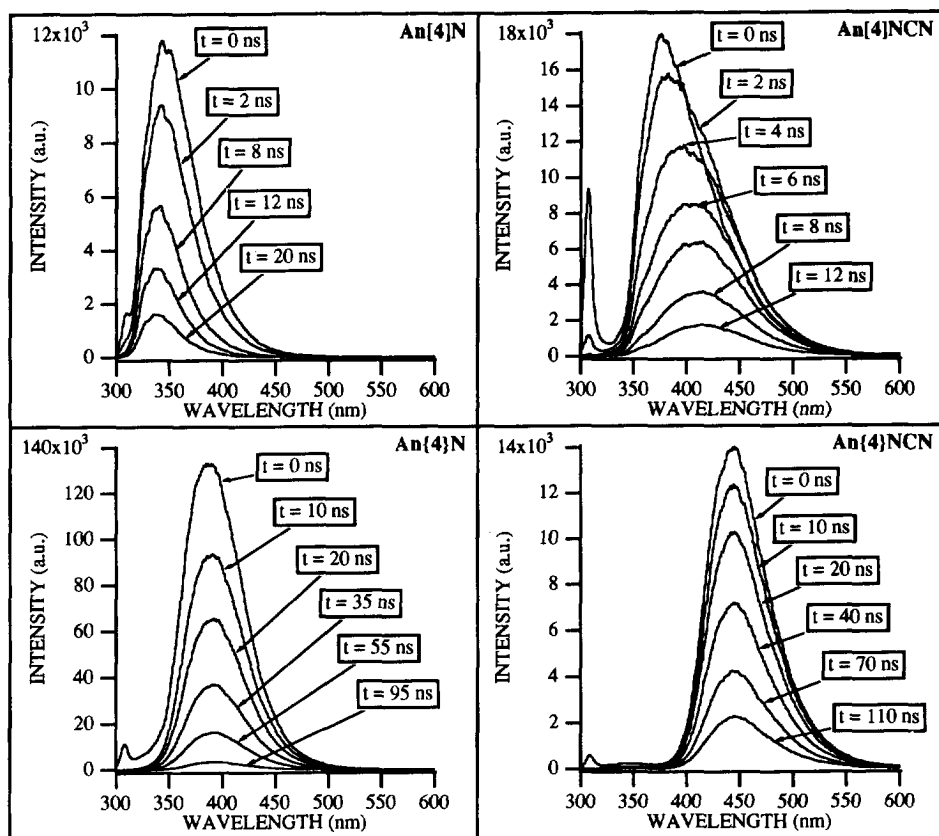 An[4]N
12x10³
10
8
6
4
2
0
INTENSITY (a.u.)
t = 0 ns
t = 2 ns
t = 8 ns
t = 12 ns
t = 20 ns
300 350 400 450 500 550 600
WAVELENGTH (nm)
An[4]NCN
18x10³
16
14
12
10
8
6
4
2
0
INTENSITY (a.u.)
t = 0 ns
t = 2 ns
t = 4 ns
t = 6 ns
t = 8 ns
t = 12 ns
300 350 400 450 500 550 600
WAVELENGTH (nm)
An{4}N
140x10³
120
100
80
60
40
20
0
INTENSITY (a.u.)
t = 0 ns
t = 10 ns
t = 20 ns
t = 35 ns
t = 55 ns
t = 95 ns
300 350 400 450 500 550 600
WAVELENGTH (nm)
An{4}NCN
14x10³
12
10
8
6
4
2
0
INTENSITY (a.u.)
t = 0 ns
t = 10 ns
t = 20 ns
t = 40 ns
t = 70 ns
t = 110 ns
300 350 400 450 500 550 600
WAVELENGTH (nm)